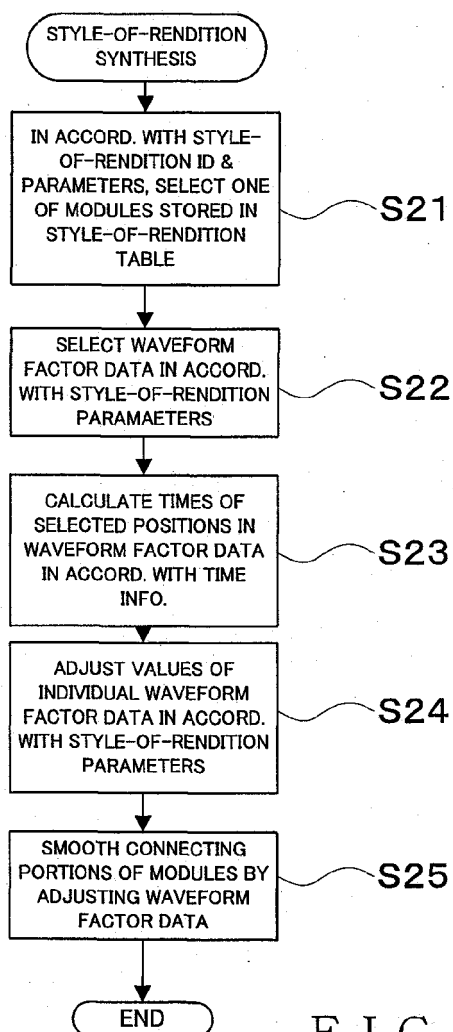 STYLE-OF-RENDITION
SYNTHESIS
IN ACCORD. WITH STYLE-
OF-RENDITION ID &
PARAMETERS, SELECT ONE
OF MODULES STORED IN
STYLE-OF-RENDITION
TABLE
S21
SELECT WAVEFORM
FACTOR DATA IN ACCORD.
WITH STYLE-OF-RENDITION
PARAMAETERS
S22
CALCULATE TIMES OF
SELECTED POSITIONS IN
WAVEFORM FACTOR DATA
IN ACCORD. WITH TIME
INFO.
S23
ADJUST VALUES OF
INDIVIDUAL WAVEFORM
FACTOR DATA IN ACCORD.
WITH STYLE-OF-RENDITION
PARAMETERS
S24
SMOOTH CONNECTING
PORTIONS OF MODULES BY
ADJUSTING WAVEFORM
FACTOR DATA
S25
END
F I G